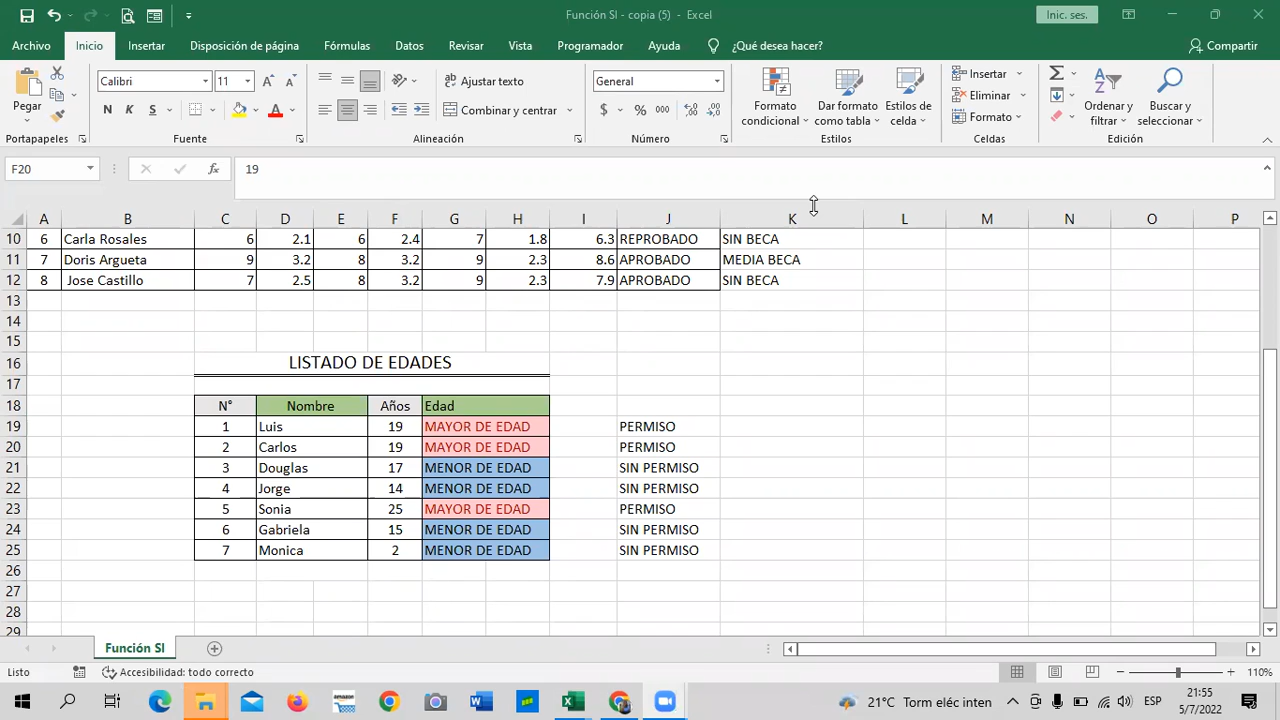 Función SI - copia (5) - Excel
Inic. ses.
Archivo Inicio Insertar Disposición de página Fórmulas Datos Revisar Vista Programador Ayuda ¿Qué desea hacer? Compartir
Pegar
Portapapeles
Calibri 11
N K S
Fuente
Ajustar texto
Combinar y centrar
Alineación
General
$ % 000
Número
Formato condicional
Dar formato como tabla
Estilos de celda
Estilos
Insertar
Eliminar
Formato
Celdas
Ordenar y filtrar
Buscar y seleccionar
Edición
F20 fx 19
A B C D E F G H I J K L M N O P
10 6 Carla Rosales 6 2.1 6 2.4 7 1.8 6.3 REPROBADO SIN BECA
11 7 Doris Argueta 9 3.2 8 3.2 9 2.3 8.6 APROBADO MEDIA BECA
12 8 Jose Castillo 7 2.5 8 3.2 9 2.3 7.9 APROBADO SIN BECA
13
14
15
16 LISTADO DE EDADES
17
18 N° Nombre Años Edad
19 1 Luis 19 MAYOR DE EDAD PERMISO
20 2 Carlos 19 MAYOR DE EDAD PERMISO
21 3 Douglas 17 MENOR DE EDAD SIN PERMISO
22 4 Jorge 14 MENOR DE EDAD SIN PERMISO
23 5 Sonia 25 MAYOR DE EDAD PERMISO
24 6 Gabriela 15 MENOR DE EDAD SIN PERMISO
25 7 Monica 2 MENOR DE EDAD SIN PERMISO
26
27
28
29
Función SI
Listo Accesibilidad: todo correcto 110%
21°C Torm eléc inten ESP 21:55
5/7/2022